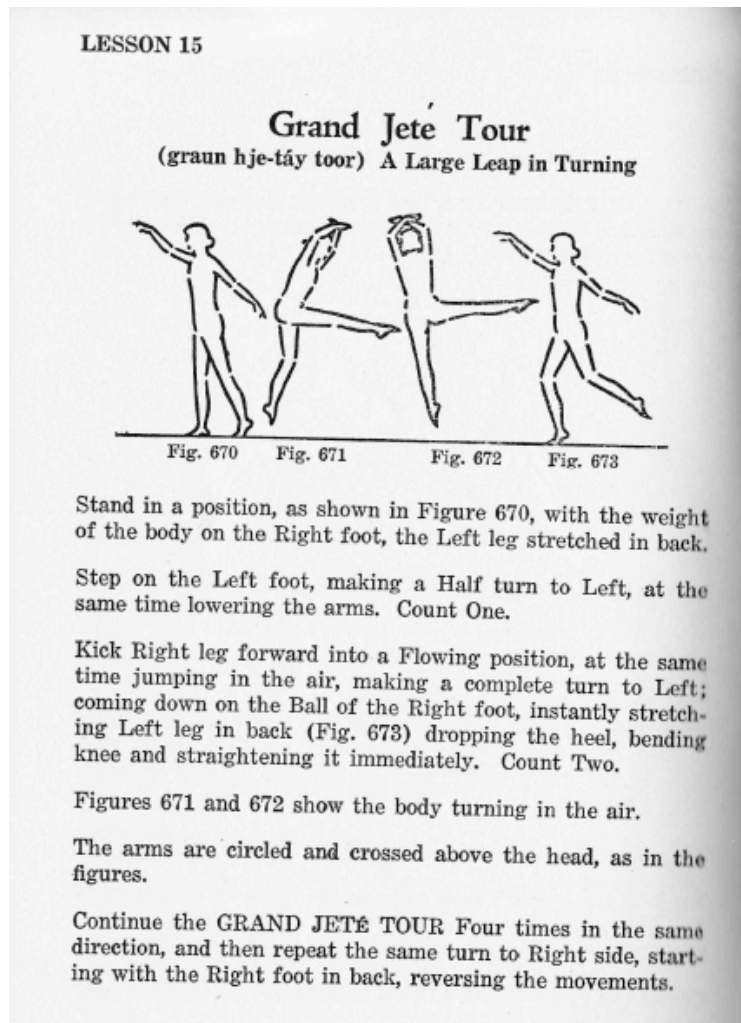 LESSON 15
Grand Jeté Tour
(graun hje-táy toor) A Large Leap in Turning
Fig. 670 Fig. 671 Fig. 672 Fig. 673
Stand in a position, as shown in Figure 670, with the weight
of the body on the Right foot, the Left leg stretched in back.
Step on the Left foot, making a Half turn to Left, at the
same time lowering the arms. Count One.
Kick Right leg forward into a Flowing position, at the same
time jumping in the air, making a complete turn to Left;
coming down on the Ball of the Right foot, instantly stretch-
ing Left leg in back (Fig. 673) dropping the heel, bending
knee and straightening it immediately. Count Two.
Figures 671 and 672 show the body turning in the air.
The arms are circled and crossed above the head, as in the
figures.
Continue the GRAND JETÉ TOUR Four times in the same
direction, and then repeat the same turn to Right side, start-
ing with the Right foot in back, reversing the movements.